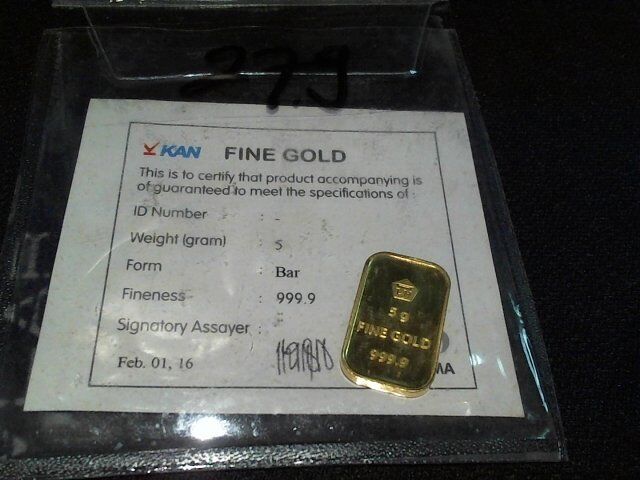 KAN FINE GOLD
This is to certify that product accompanying is
of guaranteed to meet the specifications of :
ID Number : -
Weight (gram) : 5
Form : Bar
Fineness : 999.9
Signatory Assayer :
Feb. 01, 16
MA
5 g
FINE GOLD
999.9